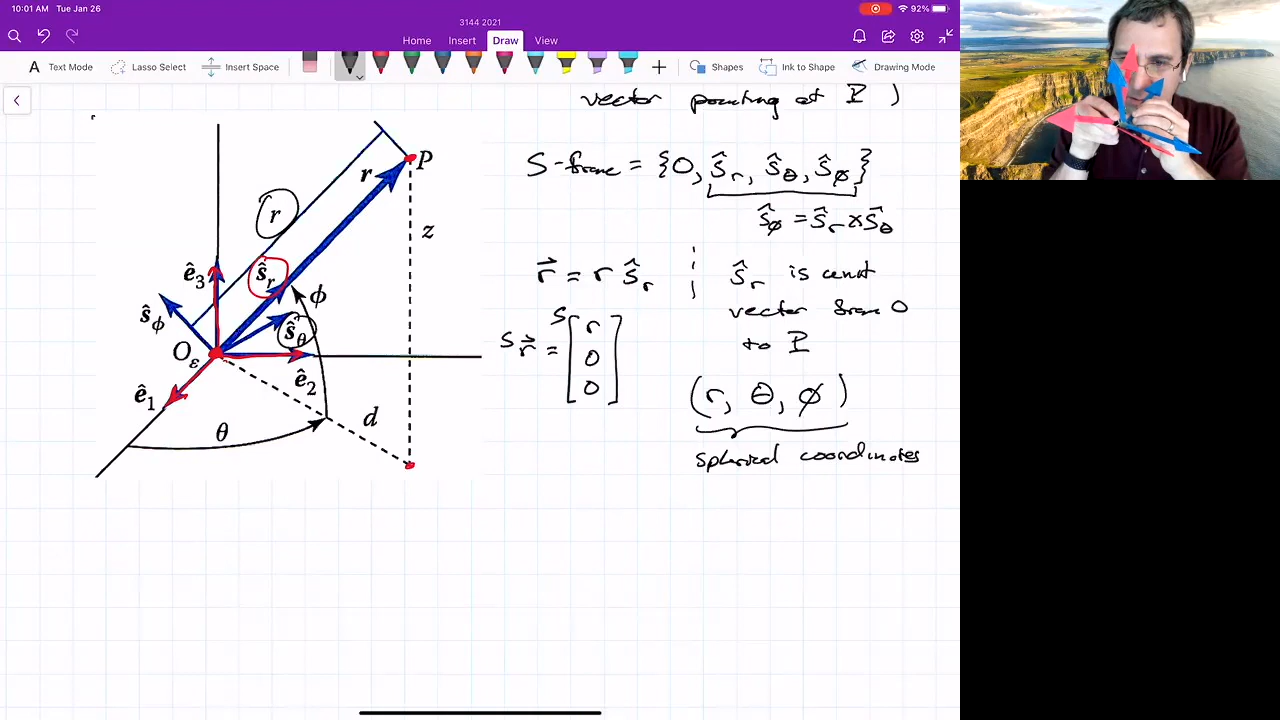 10:01 AM Tue Jan 26
92%
3144 2021
Home Insert Draw View
Text Mode Lasso Select Insert Space Shapes Ink to Shape Drawing Mode
vector pointing at P )
S-frame = {O, ŝr, ŝθ, ŝϕ}
ŝϕ = ŝr × ŝθ
r⃗ = r ŝr
ŝr is unit
vector from O
to P
S r⃗ = S [ r 0 0 ]
(r, θ, ϕ)
spherical coordinates
P
r
r
z
ê3
ŝr
ϕ
ŝϕ
ŝθ
Oε
ê2
ê1
d
θ